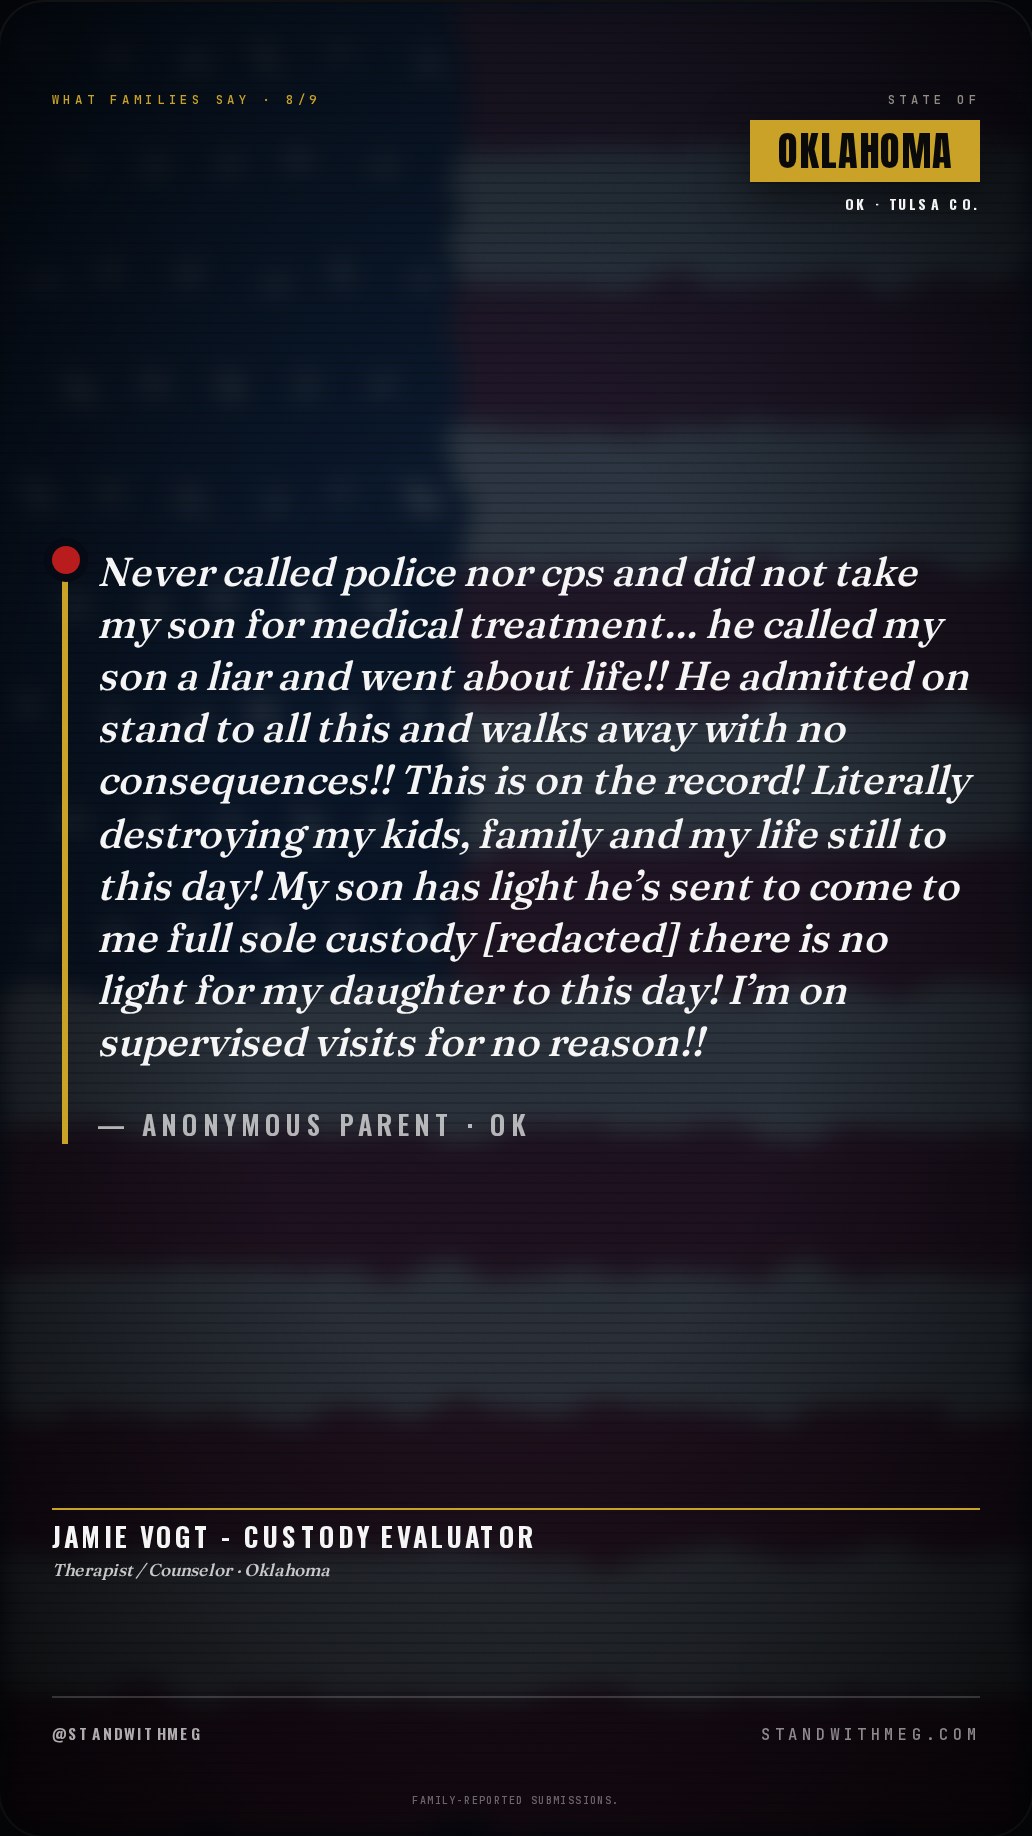 WHAT FAMILIES SAY · 8/9
STATE OF
OKLAHOMA
OK · TULSA CO.
Never called police nor cps and did not take
my son for medical treatment... he called my
son a liar and went about life!! He admitted on
stand to all this and walks away with no
consequences!! This is on the record! Literally
destroying my kids, family and my life still to
this day! My son has light he’s sent to come to
me full sole custody [redacted] there is no
light for my daughter to this day! I’m on
supervised visits for no reason!!
— ANONYMOUS PARENT · OK
JAMIE VOGT - CUSTODY EVALUATOR
Therapist / Counselor · Oklahoma
@STANDWITHMEG
STANDWITHMEG.COM
FAMILY-REPORTED SUBMISSIONS.